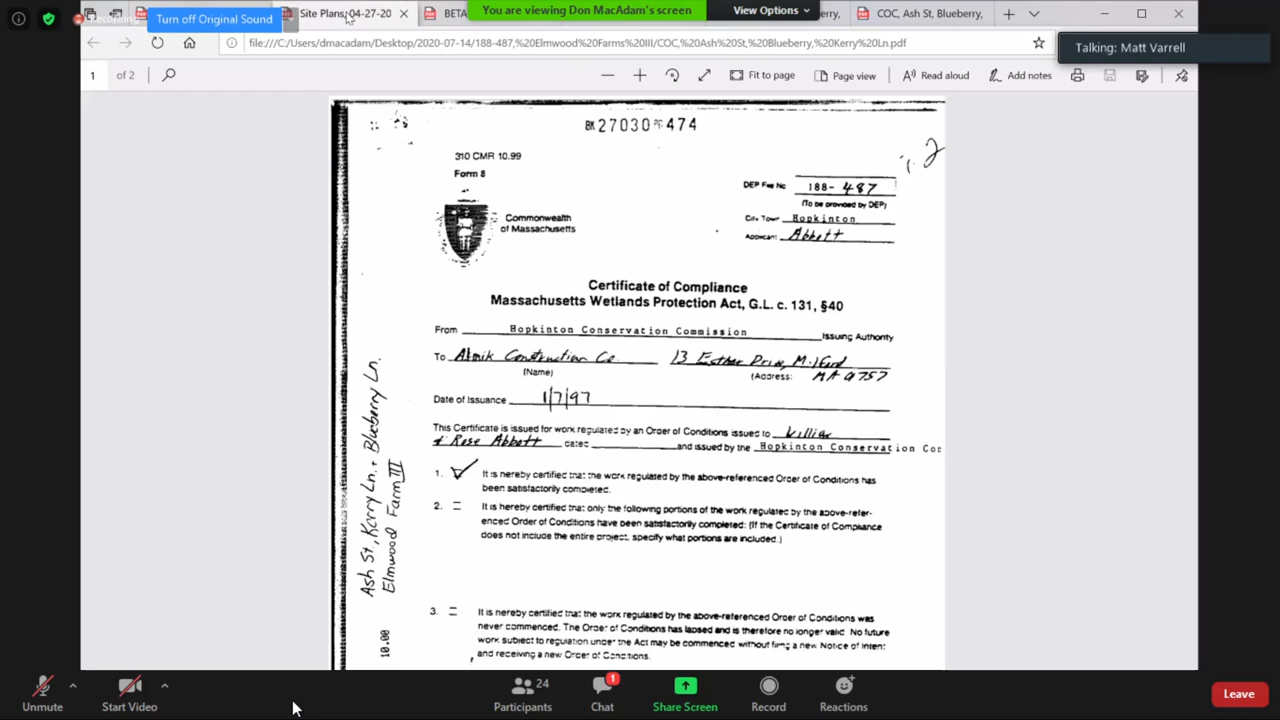 Recording
Turn off Original Sound
Site Plans, 04-27-20
BETA
You are viewing Don MacAdam's screen
View Options
erry,
COC, Ash St, Blueberry,
file:///C:/Users/dmacadam/Desktop/2020-07-14/188-487,%20Elmwood%20Farms%20III/COC,%20Ash%20St,%20Blueberry,%20Kerry%20Ln.pdf
Talking: Matt Varrell
1 of 2
Fit to page
Page view
Read aloud
Add notes
BK 27030 PG 474
2
310 CMR 10.99
Form 8
DEP File No 188-487
(To be provided by DEP)
City Town Hopkinton
Applicant Abbott
Commonwealth
of Massachusetts
Certificate of Compliance
Massachusetts Wetlands Protection Act, G.L. c. 131, §40
From Hopkinton Conservation Commission Issuing Authority
To Almik Construction Co. 13 Esther Drive, Milford
(Name) (Address) MA 01757
Date of Issuance 1/7/97
This Certificate is issued for work regulated by an Order of Conditions issued to
& Rose Abbott dated and issued by the Hopkinton Conservation Co
1. It is hereby certified that the work regulated by the above-referenced Order of Conditions has
been satisfactorily completed.
2. It is hereby certified that only the following portions of the work regulated by the above-refer-
enced Order of Conditions have been satisfactorily completed: (If the Certificate of Compliance
does not include the entire project, specify what portions are included.)
3. It is hereby certified that the work regulated by the above-referenced Order of Conditions was
never commenced. The Order of Conditions has lapsed and is therefore no longer valid. No future
work subject to regulation under the Act may be commenced without filing a new Notice of Intent
and receiving a new Order of Conditions.
Ash St, Kerry Ln. + Blueberry Ln.
Elmwood Farm III
10.00
Unmute
Start Video
24
Participants
1
Chat
Share Screen
Record
Reactions
Leave